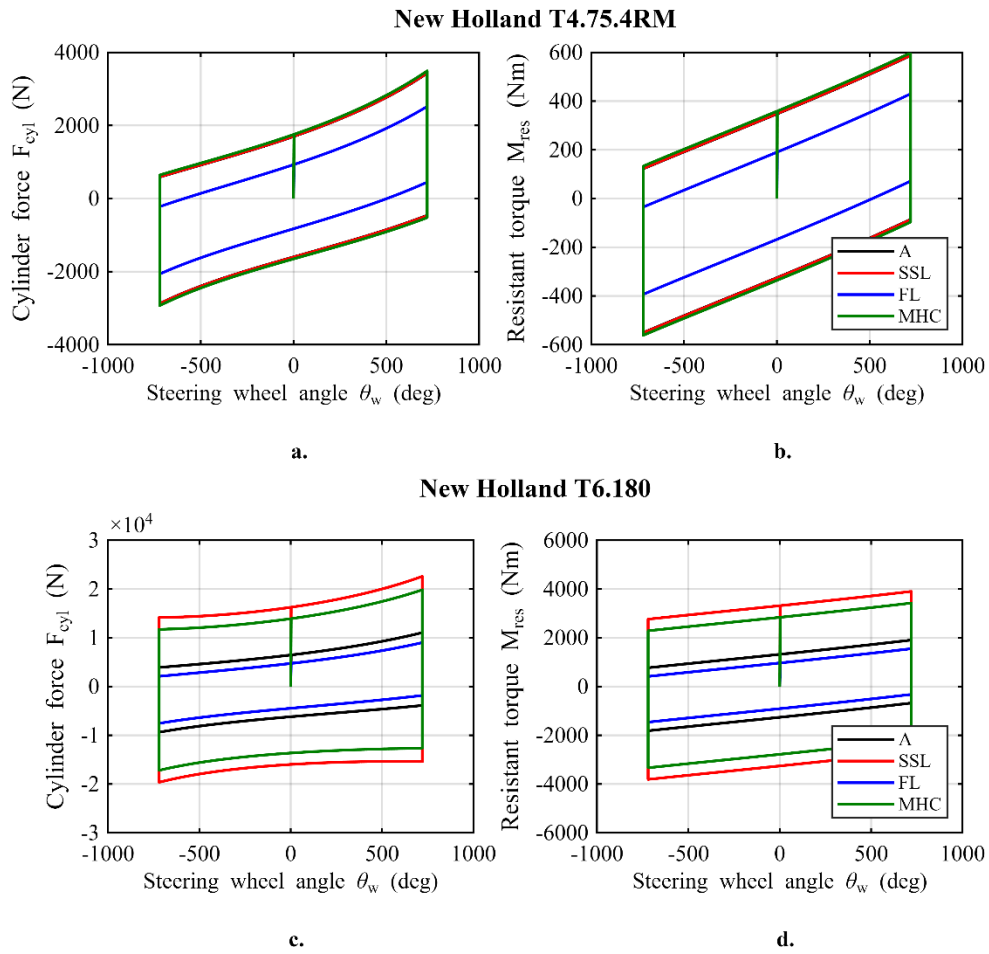 New Holland T4.75.4RM
Cylinder force F_cyl (N)
4000
2000
0
-2000
-4000
-1000 -500 0 500 1000
Steering wheel angle θ_w (deg)
a.
Resistant torque M_res (Nm)
600
400
200
0
-200
-400
-600
-1000 -500 0 500 1000
Steering wheel angle θ_w (deg)
A
SSL
FL
MHC
b.
New Holland T6.180
×10^4
Cylinder force F_cyl (N)
3
2
1
0
-1
-2
-3
-1000 -500 0 500 1000
Steering wheel angle θ_w (deg)
c.
Resistant torque M_res (Nm)
6000
4000
2000
0
-2000
-4000
-6000
-1000 -500 0 500 1000
Steering wheel angle θ_w (deg)
A
SSL
FL
MHC
d.